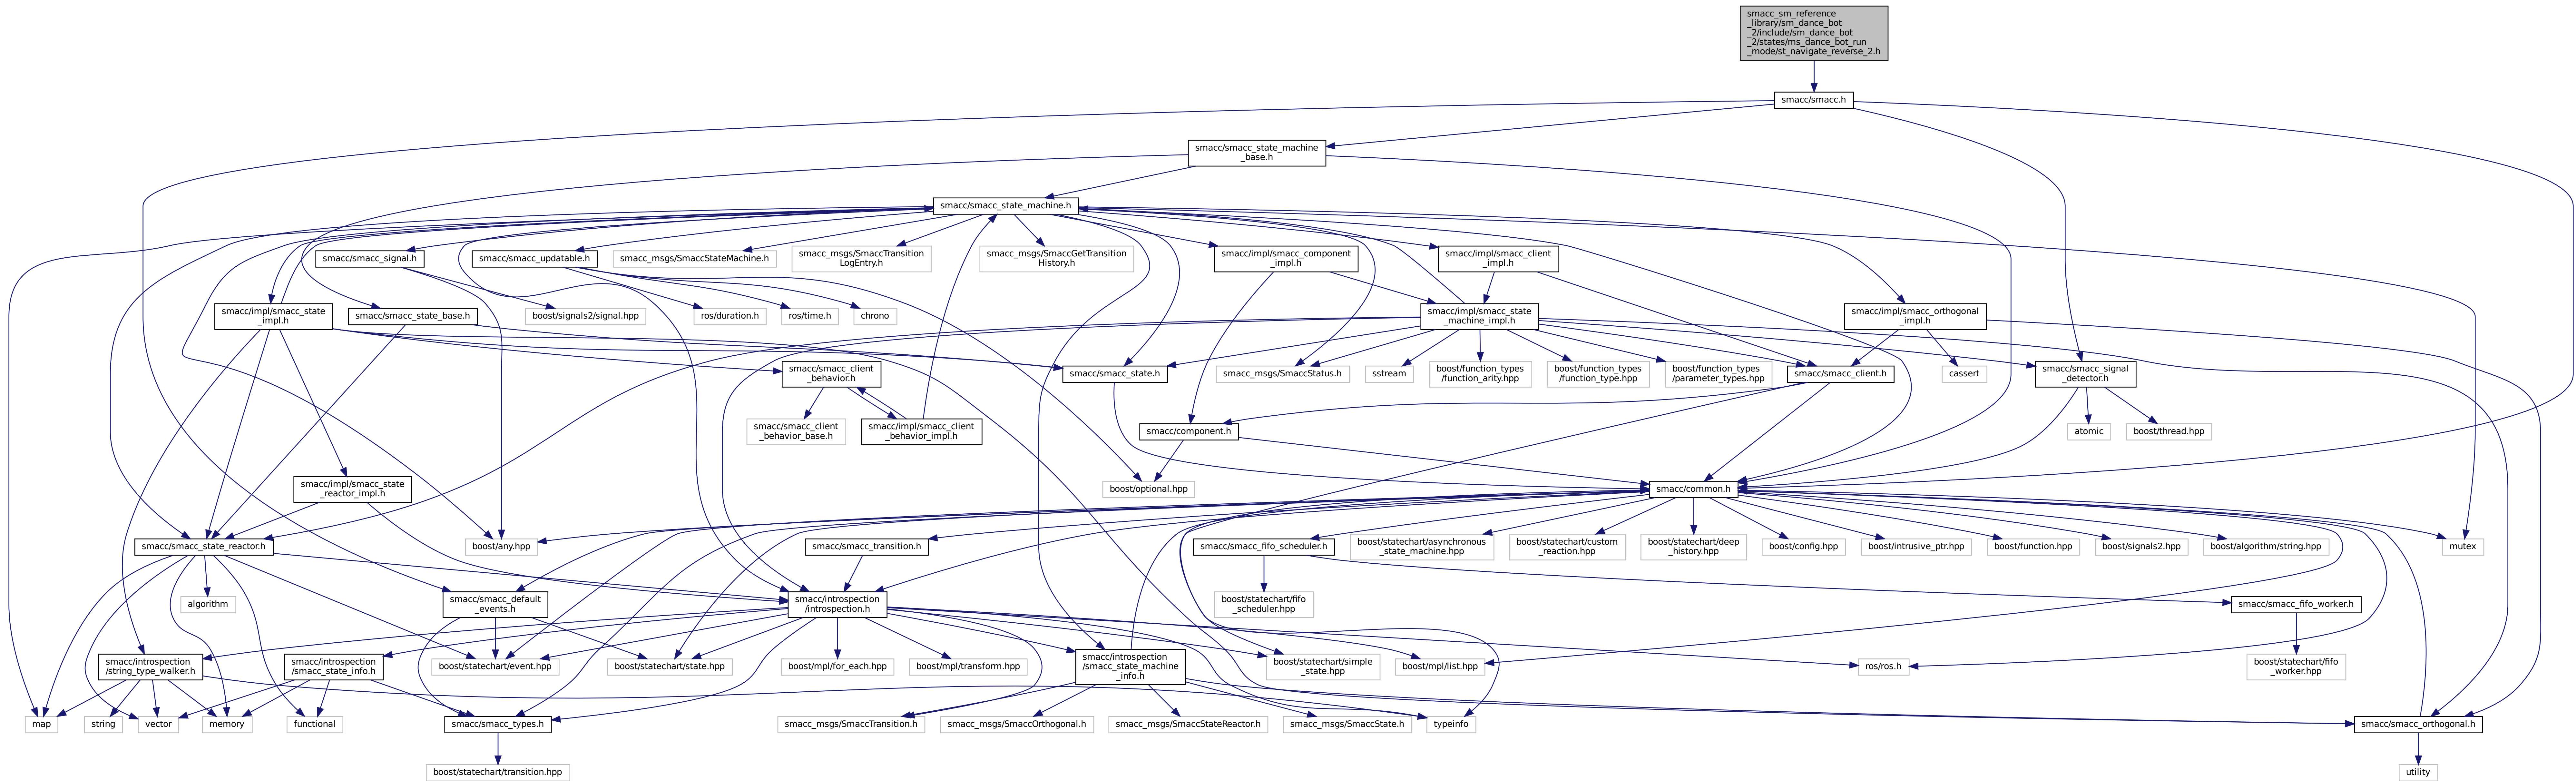 smacc_sm_reference
_library/sm_dance_bot
_2/include/sm_dance_bot
_2/states/ms_dance_bot_run
_mode/st_navigate_reverse_2.h
smacc/smacc.h
smacc/smacc_state_machine
_base.h
smacc/smacc_state_machine.h
smacc/smacc_signal.h
smacc/smacc_updatable.h
smacc_msgs/SmaccStateMachine.h
smacc_msgs/SmaccTransition
LogEntry.h
smacc_msgs/SmaccGetTransition
History.h
smacc/impl/smacc_component
_impl.h
smacc/impl/smacc_client
_impl.h
smacc/impl/smacc_state
_impl.h
smacc/smacc_state_base.h
boost/signals2/signal.hpp
ros/duration.h
ros/time.h
chrono
smacc/impl/smacc_state
_machine_impl.h
smacc/impl/smacc_orthogonal
_impl.h
smacc/smacc_client
_behavior.h
smacc/smacc_state.h
smacc_msgs/SmaccStatus.h
sstream
boost/function_types
/function_arity.hpp
boost/function_types
/function_type.hpp
boost/function_types
/parameter_types.hpp
smacc/smacc_client.h
cassert
smacc/smacc_signal
_detector.h
smacc/smacc_client
_behavior_base.h
smacc/impl/smacc_client
_behavior_impl.h
smacc/component.h
atomic
boost/thread.hpp
smacc/impl/smacc_state
_reactor_impl.h
boost/optional.hpp
smacc/common.h
smacc/smacc_state_reactor.h
boost/any.hpp
smacc/smacc_transition.h
smacc/smacc_fifo_scheduler.h
boost/statechart/asynchronous
_state_machine.hpp
boost/statechart/custom
_reaction.hpp
boost/statechart/deep
_history.hpp
boost/config.hpp
boost/intrusive_ptr.hpp
boost/function.hpp
boost/signals2.hpp
boost/algorithm/string.hpp
mutex
algorithm
smacc/smacc_default
_events.h
smacc/introspection
/introspection.h
boost/statechart/fifo
_scheduler.hpp
smacc/smacc_fifo_worker.h
smacc/introspection
/string_type_walker.h
smacc/introspection
/smacc_state_info.h
boost/statechart/event.hpp
boost/statechart/state.hpp
boost/mpl/for_each.hpp
boost/mpl/transform.hpp
smacc/introspection
/smacc_state_machine
_info.h
boost/statechart/simple
_state.hpp
boost/mpl/list.hpp
ros/ros.h
boost/statechart/fifo
_worker.hpp
map
string
vector
memory
functional
smacc/smacc_types.h
smacc_msgs/SmaccTransition.h
smacc_msgs/SmaccOrthogonal.h
smacc_msgs/SmaccStateReactor.h
smacc_msgs/SmaccState.h
typeinfo
smacc/smacc_orthogonal.h
boost/statechart/transition.hpp
utility